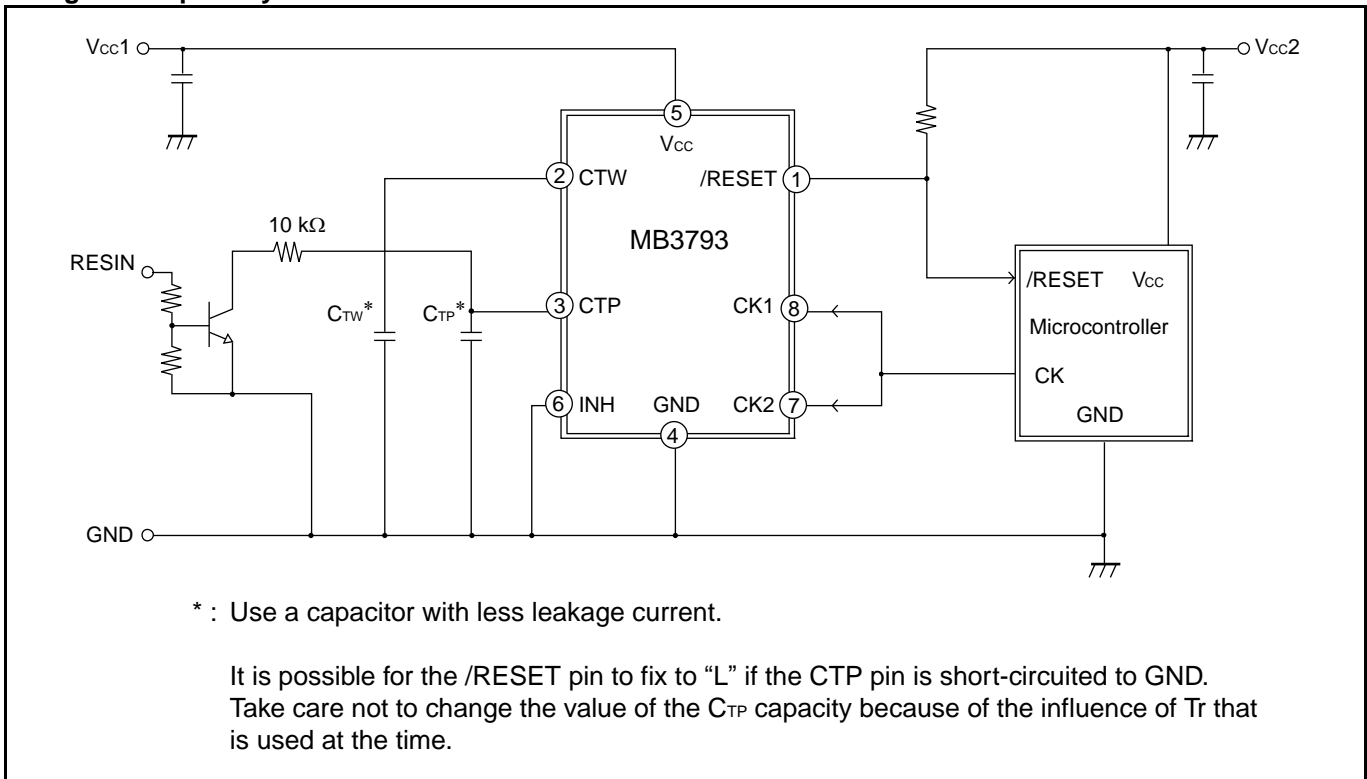 Vcc1
Vcc2
5
Vcc
2 CTW
/RESET 1
10 kΩ
MB3793
RESIN
/RESET Vcc
CTW*
CTP*
3 CTP
CK1 8
Microcontroller
CK
6 INH
GND
CK2 7
GND
4
GND
* : Use a capacitor with less leakage current.
It is possible for the /RESET pin to fix to “L” if the CTP pin is short-circuited to GND.
Take care not to change the value of the CTP capacity because of the influence of Tr that
is used at the time.